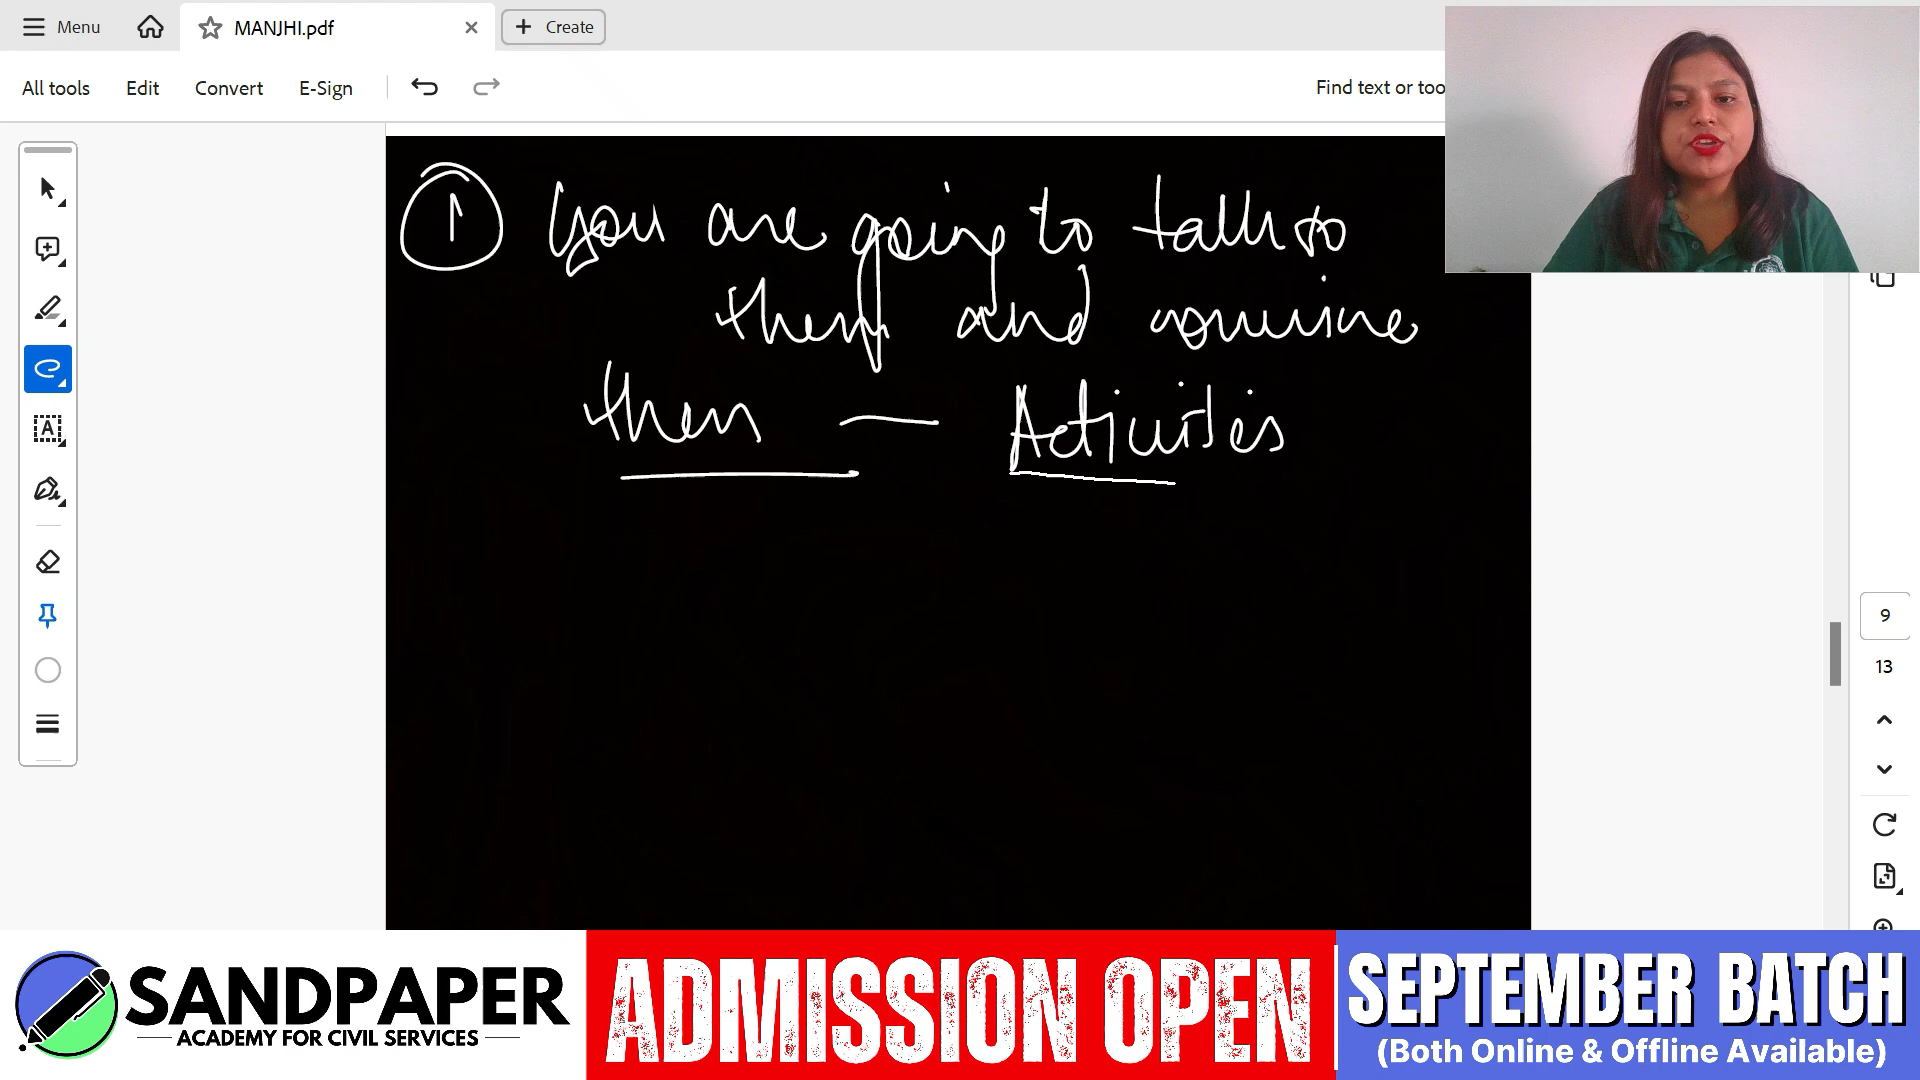 Menu
MANJHI.pdf
Create
All tools
Edit
Convert
E-Sign
Find text or too
1 You are going to talk to
them and convince
them — Activities
9
13
SANDPAPER
ACADEMY FOR CIVIL SERVICES
ADMISSION OPEN
SEPTEMBER BATCH
(Both Online & Offline Available)